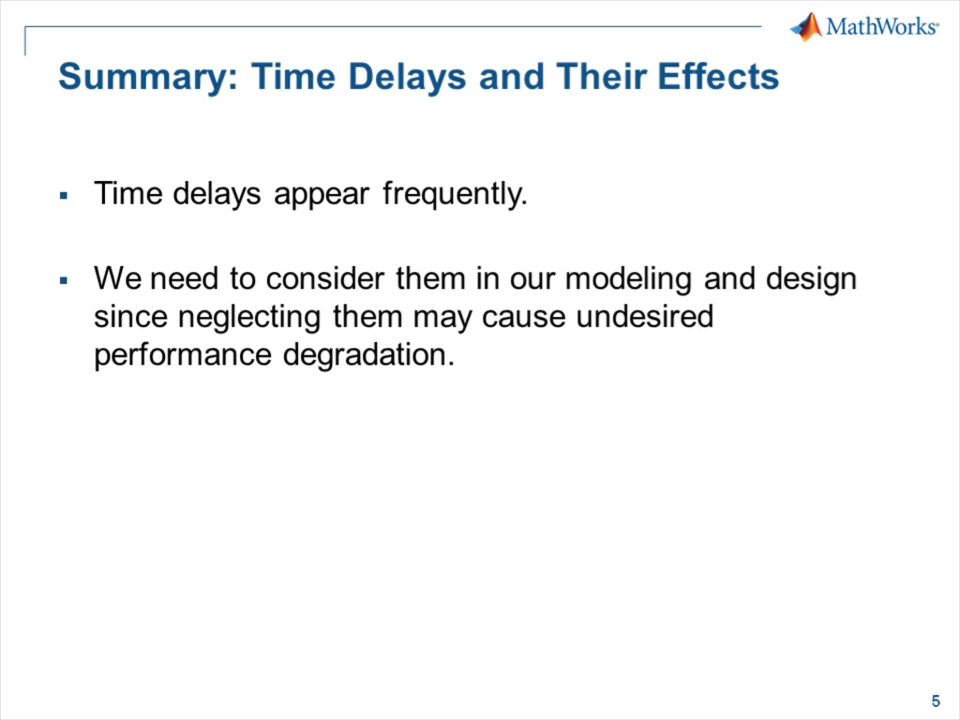 MathWorks®
Summary: Time Delays and Their Effects
▪ Time delays appear frequently.
▪ We need to consider them in our modeling and design
since neglecting them may cause undesired
performance degradation.
5